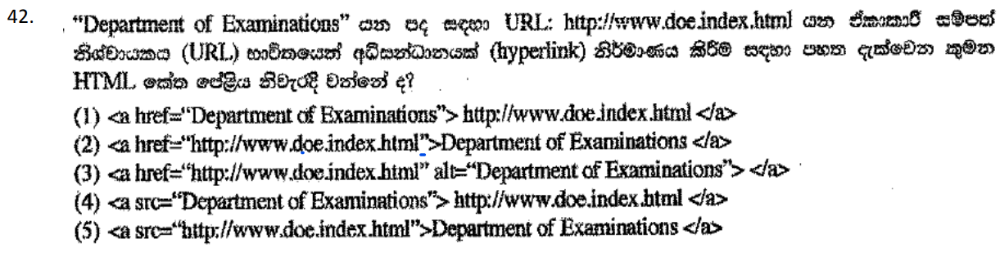 42. "Department of Examinations" යන පද සඳහා URL: http://www.doe.index.html යන ඒකාකාරී සම්පත්
නිශ්චායකය (URL) භාවිතයෙන් අධිසන්ධානයක් (hyperlink) නිර්මාණය කිරීම සඳහා පහත දැක්වෙන කුමන
HTML කේත පේළිය නිවැරදි වන්නේ ද?
(1) <a href="Department of Examinations"> http://www.doe.index.html </a>
(2) <a href="http://www.doe.index.html">Department of Examinations </a>
(3) <a href="http://www.doe.index.html" alt="Department of Examinations"> </a>
(4) <a src="Department of Examinations"> http://www.doe.index.html </a>
(5) <a src="http://www.doe.index.html">Department of Examinations </a>